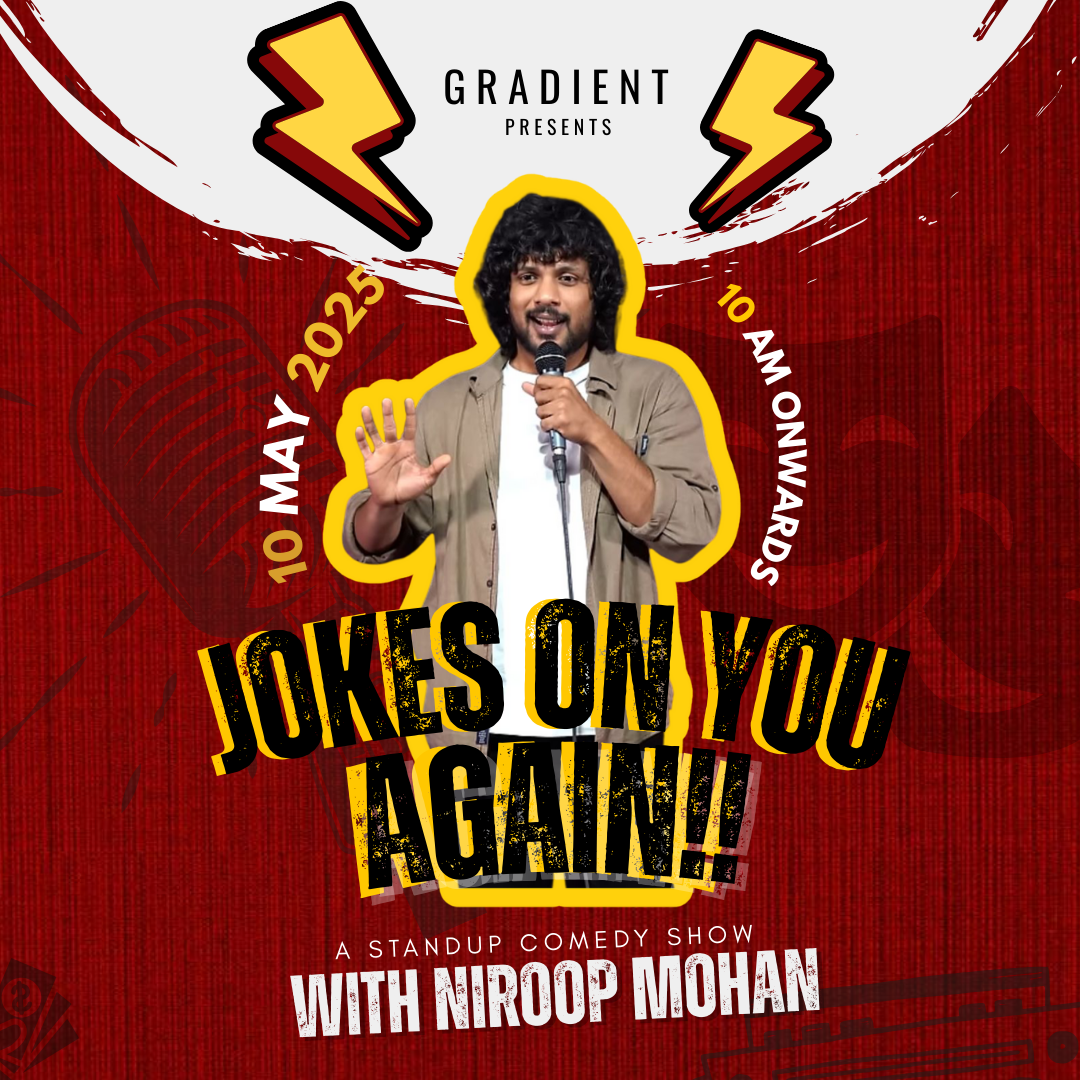 GRADIENT
PRESENTS
10 MAY 2025
10 AM ONWARDS
JOKES ON YOU
AGAIN!!
A STANDUP COMEDY SHOW
WITH NIROOP MOHAN